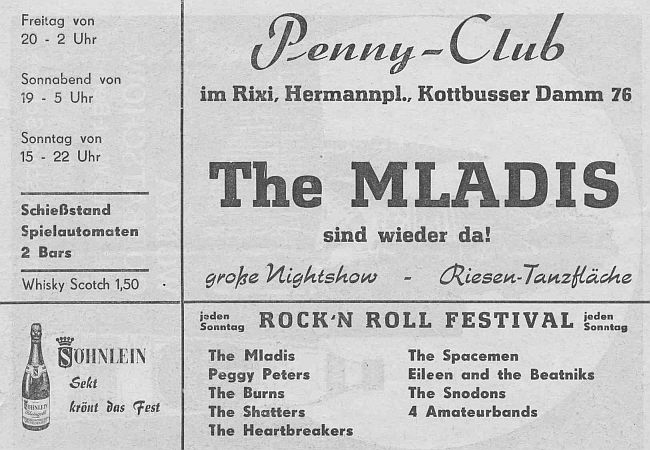 Freitag von
20 - 2 Uhr
Sonnabend von
19 - 5 Uhr
Sonntag von
15 - 22 Uhr
Schießstand
Spielautomaten
2 Bars
Whisky Scotch 1,50
Penny-Club
im Rixi, Hermannpl., Kottbusser Damm 76
The MLADIS
sind wieder da!
große Nightshow - Riesen-Tanzfläche
SÖHNLEIN
Sekt
krönt das Fest
SÖHNLEIN
jeden Sonntag ROCK'N ROLL FESTIVAL jeden Sonntag
The Mladis
Peggy Peters
The Burns
The Shatters
The Heartbreakers
The Spacemen
Eileen and the Beatniks
The Snodons
4 Amateurbands